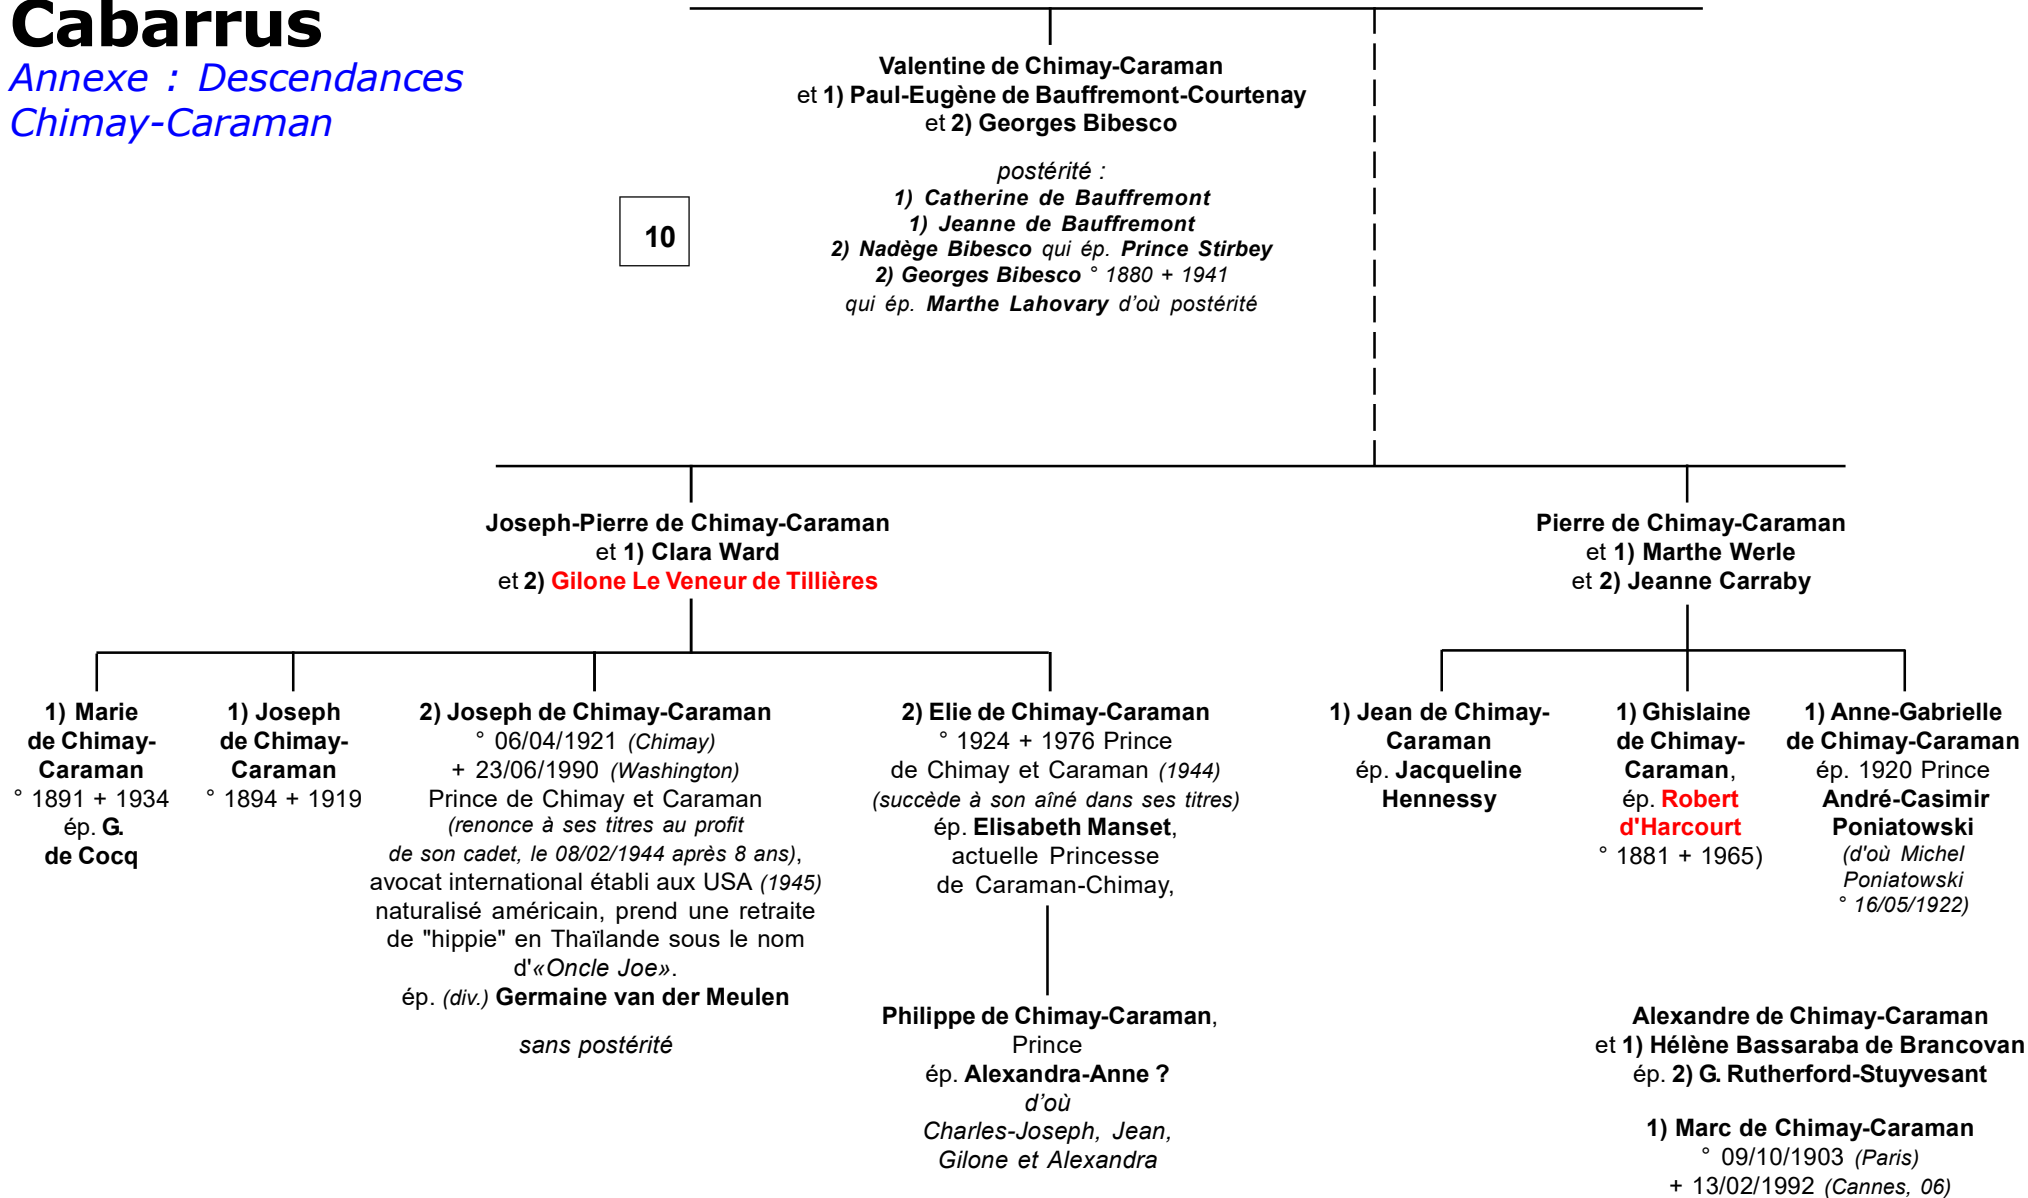 Cabarrus
Annexe : Descendances
Chimay-Caraman
Valentine de Chimay-Caraman
et 1) Paul-Eugène de Bauffremont-Courtenay
et 2) Georges Bibesco
postérité :
1) Catherine de Bauffremont
1) Jeanne de Bauffremont
2) Nadège Bibesco qui ép. Prince Stirbey
2) Georges Bibesco ° 1880 + 1941
qui ép. Marthe Lahovary d'où postérité
10
Joseph-Pierre de Chimay-Caraman
et 1) Clara Ward
et 2) Gilone Le Veneur de Tillières
Pierre de Chimay-Caraman
et 1) Marthe Werle
et 2) Jeanne Carraby
1) Marie
de Chimay-
Caraman
° 1891 + 1934
ép. G.
de Cocq
1) Joseph
de Chimay-
Caraman
° 1894 + 1919
2) Joseph de Chimay-Caraman
° 06/04/1921 (Chimay)
+ 23/06/1990 (Washington)
Prince de Chimay et Caraman
(renonce à ses titres au profit
de son cadet, le 08/02/1944 après 8 ans),
avocat international établi aux USA (1945)
naturalisé américain, prend une retraite
de "hippie" en Thaïlande sous le nom
d'«Oncle Joe».
ép. (div.) Germaine van der Meulen
sans postérité
2) Elie de Chimay-Caraman
° 1924 + 1976 Prince
de Chimay et Caraman (1944)
(succède à son aîné dans ses titres)
ép. Elisabeth Manset,
actuelle Princesse
de Caraman-Chimay,
Philippe de Chimay-Caraman,
Prince
ép. Alexandra-Anne ?
d'où
Charles-Joseph, Jean,
Gilone et Alexandra
1) Jean de Chimay-
Caraman
ép. Jacqueline
Hennessy
1) Ghislaine
de Chimay-
Caraman,
ép. Robert
d'Harcourt
° 1881 + 1965)
1) Anne-Gabrielle
de Chimay-Caraman
ép. 1920 Prince
André-Casimir
Poniatowski
(d'où Michel
Poniatowski
° 16/05/1922)
Alexandre de Chimay-Caraman
et 1) Hélène Bassaraba de Brancovan
ép. 2) G. Rutherford-Stuyvesant
1) Marc de Chimay-Caraman
° 09/10/1903 (Paris)
+ 13/02/1992 (Cannes, 06)